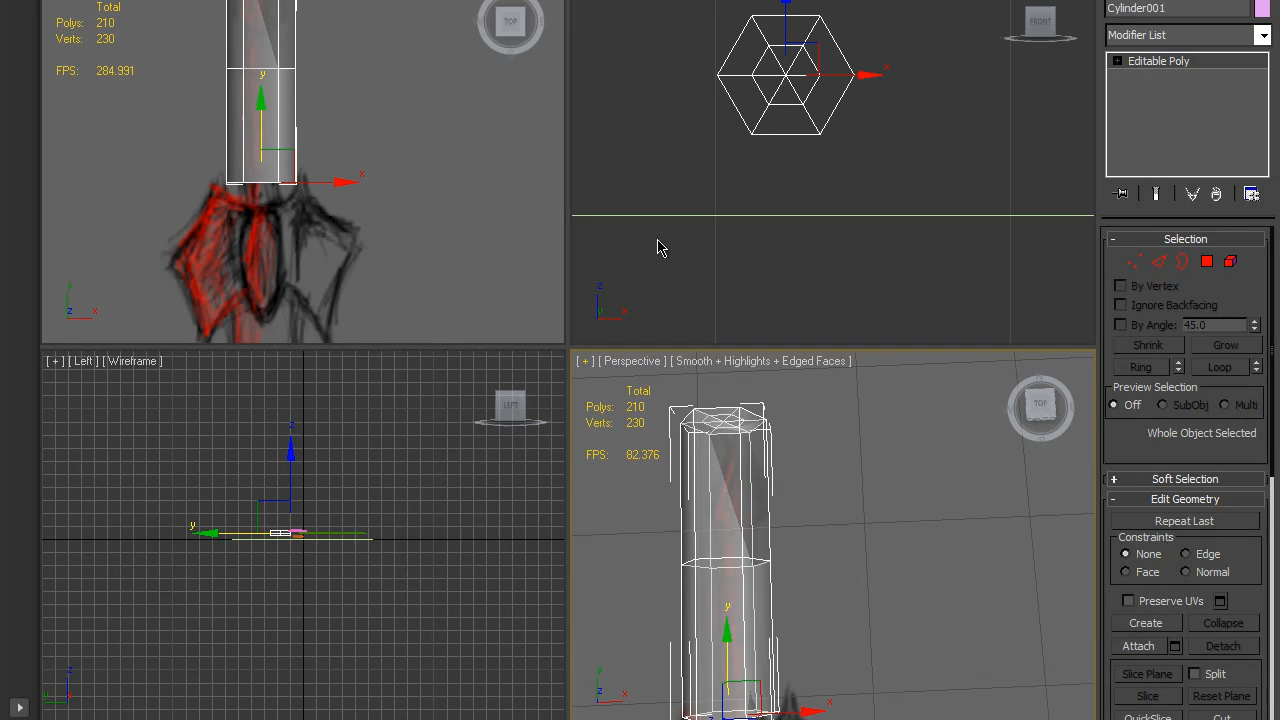 Total
Polys: 210
Verts: 230
FPS: 284.991
TOP
y
x
y
z x
FRONT
x
z
y x
[ + ] [ Left ] [ Wireframe ]
LEFT
z
y
z
y
[ + ] [ Perspective ] [ Smooth + Highlights + Edged Faces ]
Total
Polys: 210
Verts: 230
FPS: 82.376
TOP
y
x
y
z
z x
Cylinder001
Modifier List
Editable Poly
Selection
By Vertex
Ignore Backfacing
By Angle: 45.0
Shrink Grow
Ring Loop
Preview Selection
Off SubObj Multi
Whole Object Selected
Soft Selection
Edit Geometry
Repeat Last
Constraints
None Edge
Face Normal
Preserve UVs
Create Collapse
Attach Detach
Slice Plane Split
Slice Reset Plane
QuickSlice Cut